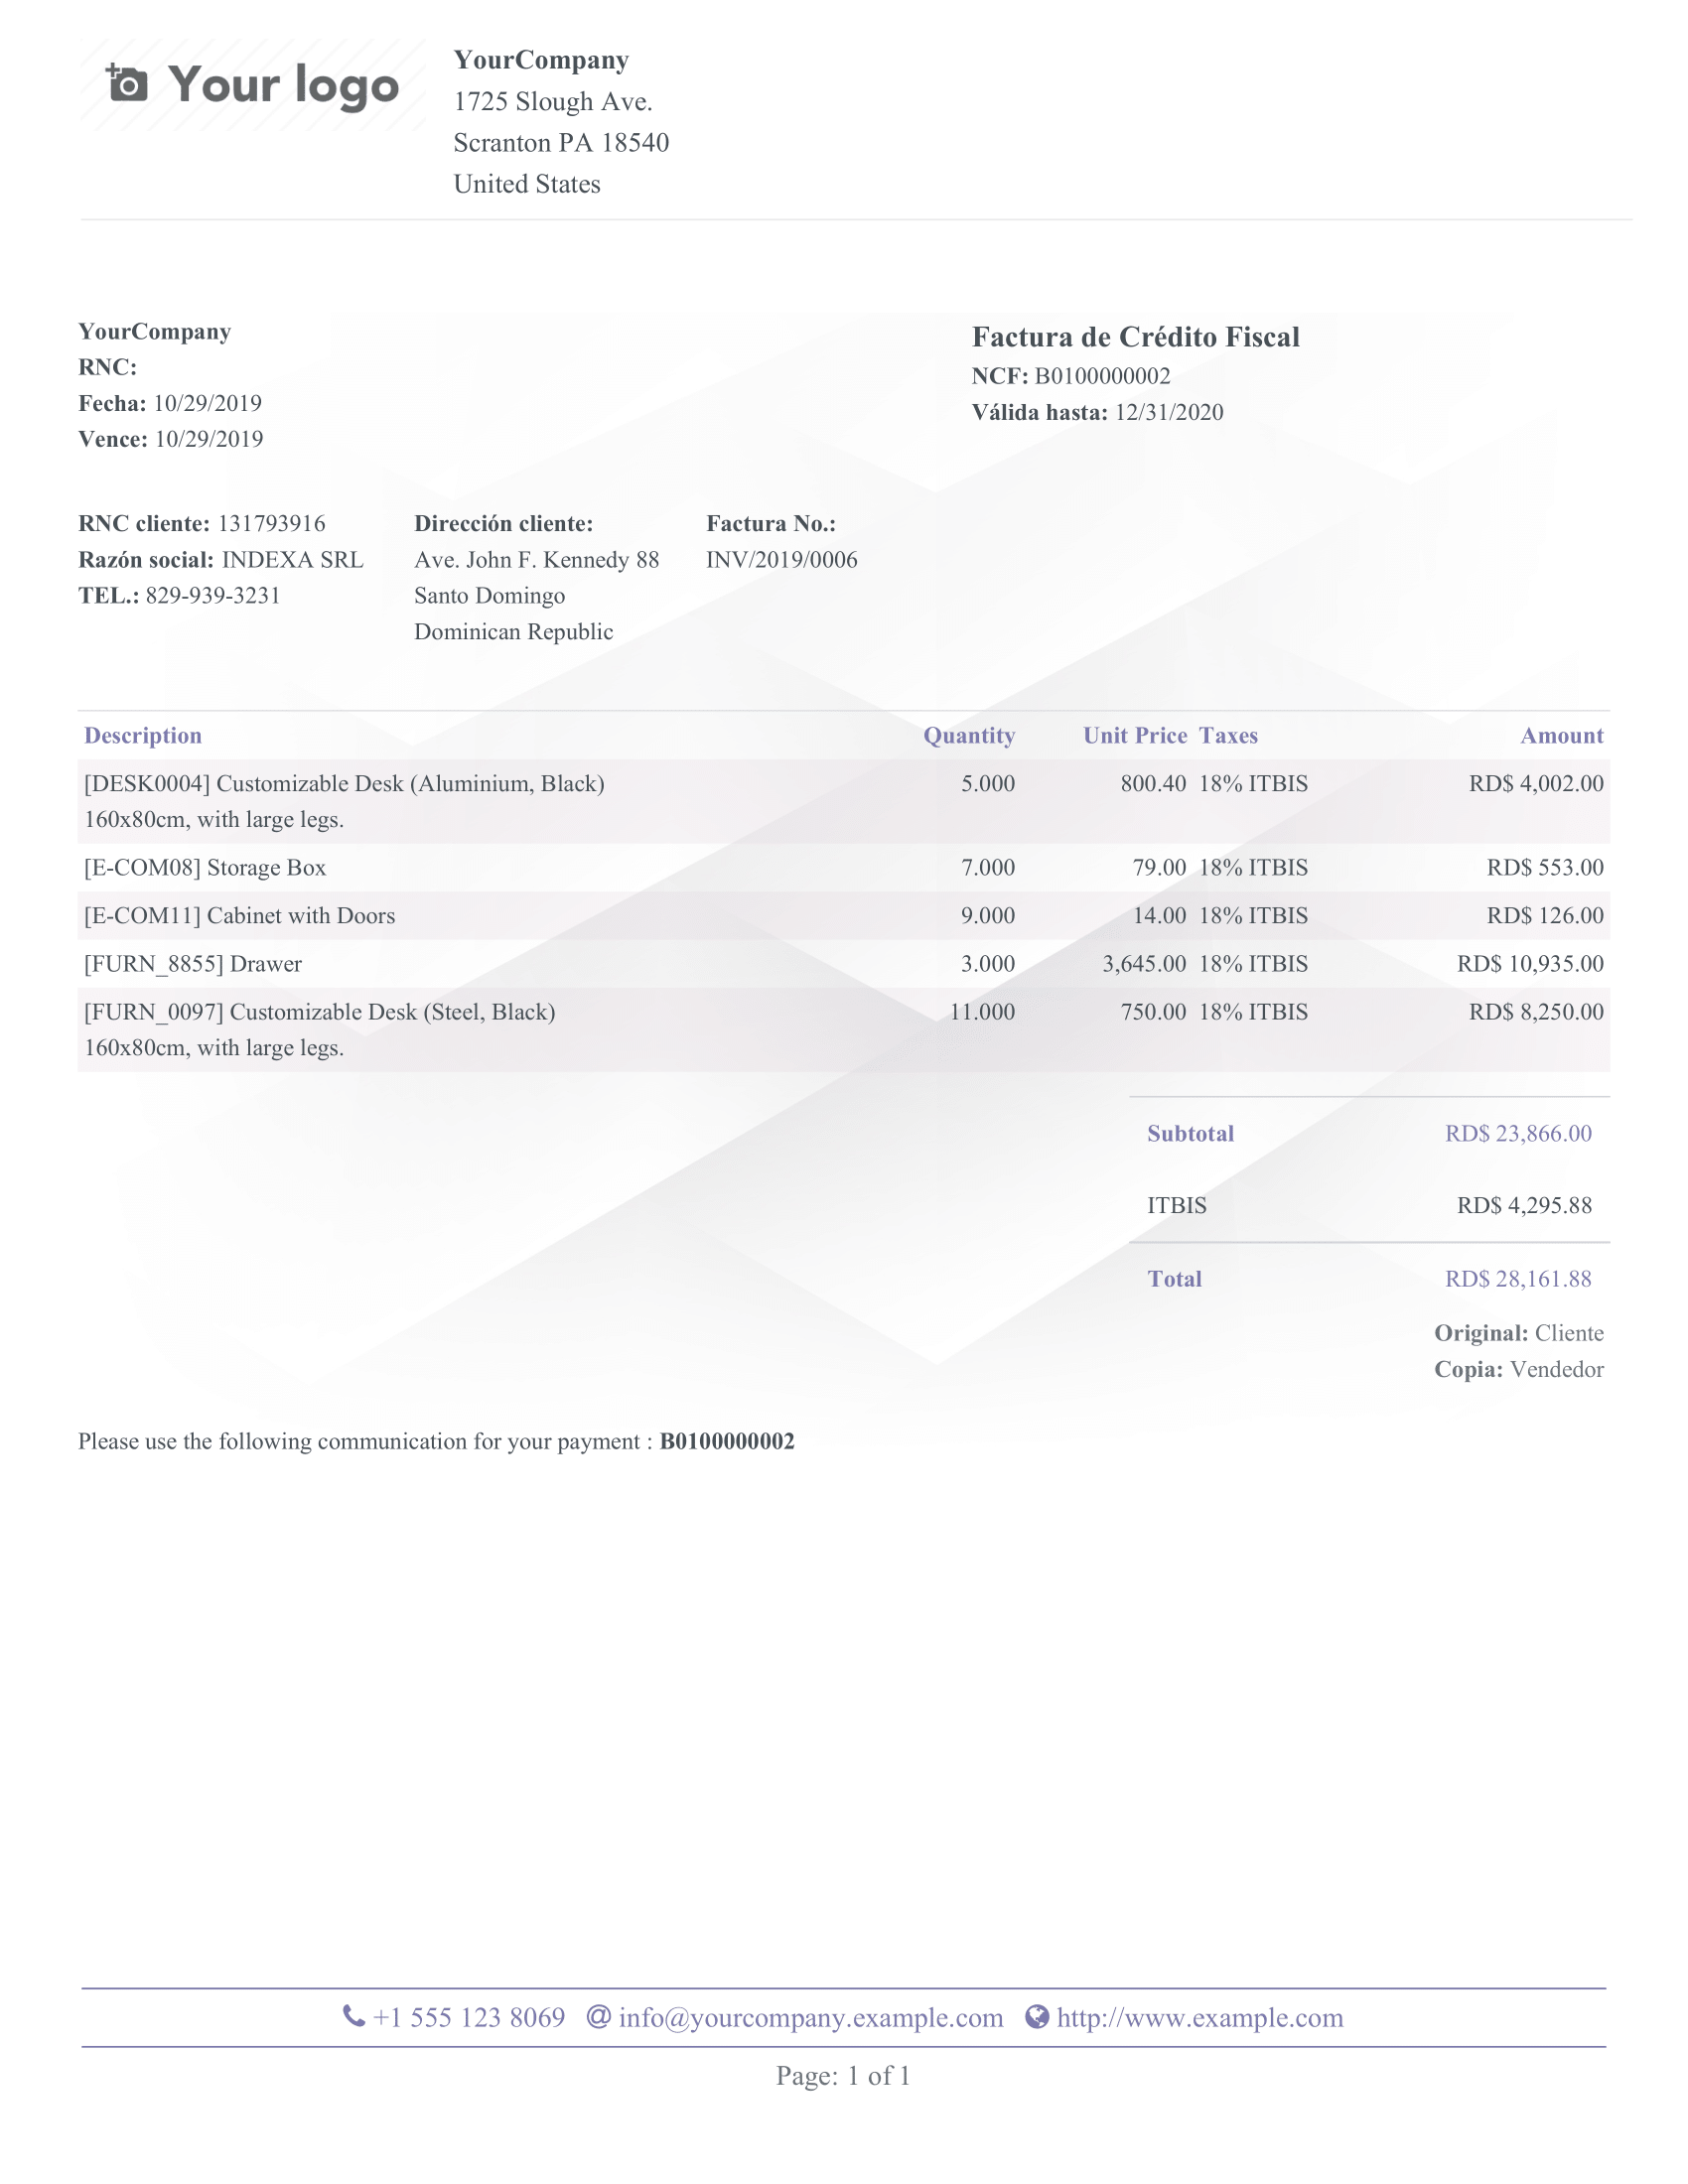 Your logo
YourCompany
1725 Slough Ave.
Scranton PA 18540
United States
YourCompany
RNC:
Fecha: 10/29/2019
Vence: 10/29/2019
Factura de Crédito Fiscal
NCF: B0100000002
Válida hasta: 12/31/2020
RNC cliente: 131793916
Razón social: INDEXA SRL
TEL.: 829-939-3231
Dirección cliente:
Ave. John F. Kennedy 88
Santo Domingo
Dominican Republic
Factura No.:
INV/2019/0006
Description Quantity Unit Price Taxes Amount
[DESK0004] Customizable Desk (Aluminium, Black) 5.000 800.40 18% ITBIS RD$ 4,002.00
160x80cm, with large legs.
[E-COM08] Storage Box 7.000 79.00 18% ITBIS RD$ 553.00
[E-COM11] Cabinet with Doors 9.000 14.00 18% ITBIS RD$ 126.00
[FURN_8855] Drawer 3.000 3,645.00 18% ITBIS RD$ 10,935.00
[FURN_0097] Customizable Desk (Steel, Black) 11.000 750.00 18% ITBIS RD$ 8,250.00
160x80cm, with large legs.
Subtotal RD$ 23,866.00
ITBIS RD$ 4,295.88
Total RD$ 28,161.88
Original: Cliente
Copia: Vendedor
Please use the following communication for your payment : B0100000002
+1 555 123 8069 @ info@yourcompany.example.com http://www.example.com
Page: 1 of 1